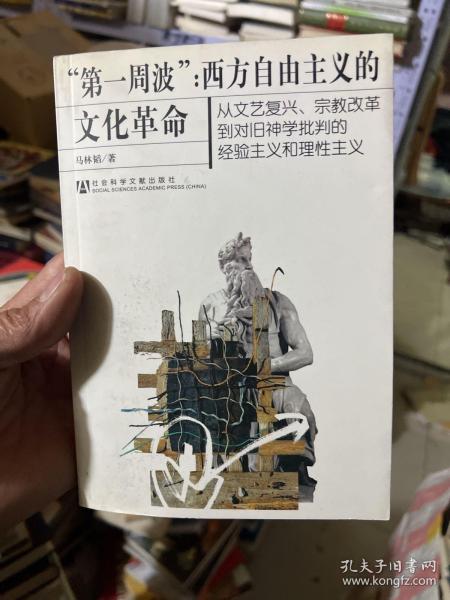 “第一周波”:西方自由主义的
文化革命
从文艺复兴、宗教改革
到对旧神学批判的
经验主义和理性主义
马林韬/著
社会科学文献出版社
SOCIAL SCIENCES ACADEMIC PRESS (CHINA)
孔夫子旧书网
www.kongfz.com